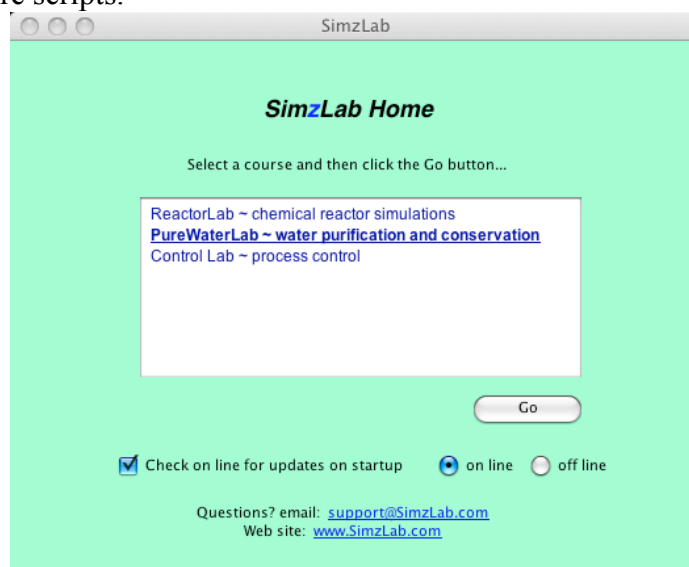 re scripts.
SimzLab
SimzLab Home
Select a course and then click the Go button...
ReactorLab ~ chemical reactor simulations
PureWaterLab ~ water purification and conservation
Control Lab ~ process control
Go
Check on line for updates on startup on line off line
Questions? email: support@SimzLab.com
Web site: www.SimzLab.com